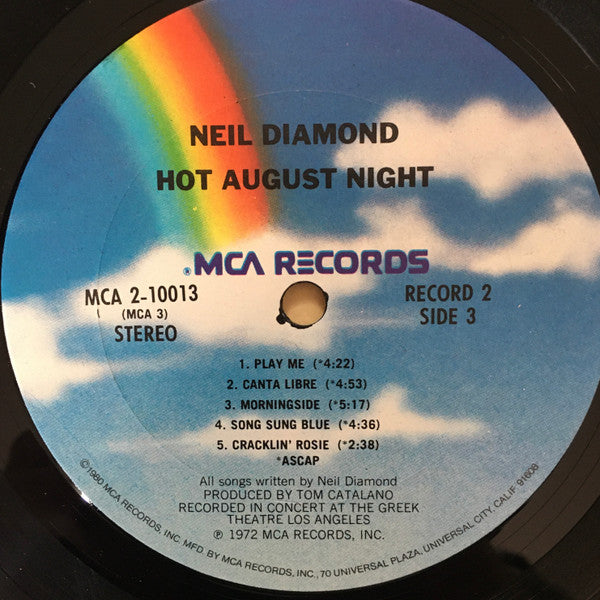 NEIL DIAMOND
HOT AUGUST NIGHT
® MCA RECORDS
MCA 2-10013
(MCA 3)
STEREO
RECORD 2
SIDE 3
1. PLAY ME (*4:22)
2. CANTA LIBRE (*4:53)
3. MORNINGSIDE (*5:17)
4. SONG SUNG BLUE (*4:36)
5. CRACKLIN' ROSIE (*2:38)
*ASCAP
All songs written by Neil Diamond
PRODUCED BY TOM CATALANO
RECORDED IN CONCERT AT THE GREEK
THEATRE LOS ANGELES
℗ 1972 MCA RECORDS, INC.
©1980 MCA RECORDS, INC. MFD. BY MCA RECORDS, INC., 70 UNIVERSAL PLAZA, UNIVERSAL CITY, CALIF. 91608